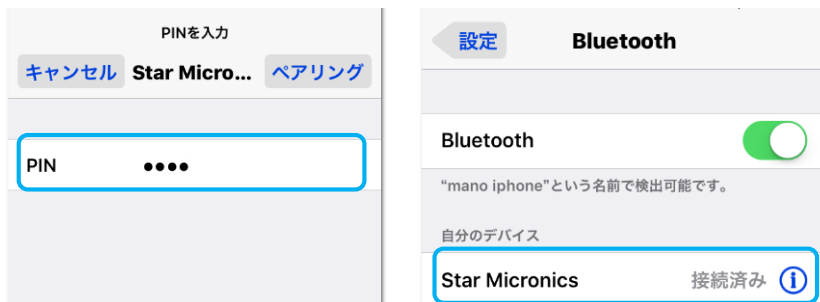 PINを入力
キャンセル Star Micro... ペアリング
PIN ••••
設定 Bluetooth
Bluetooth
“mano iphone”という名前で検出可能です。
自分のデバイス
Star Micronics 接続済み